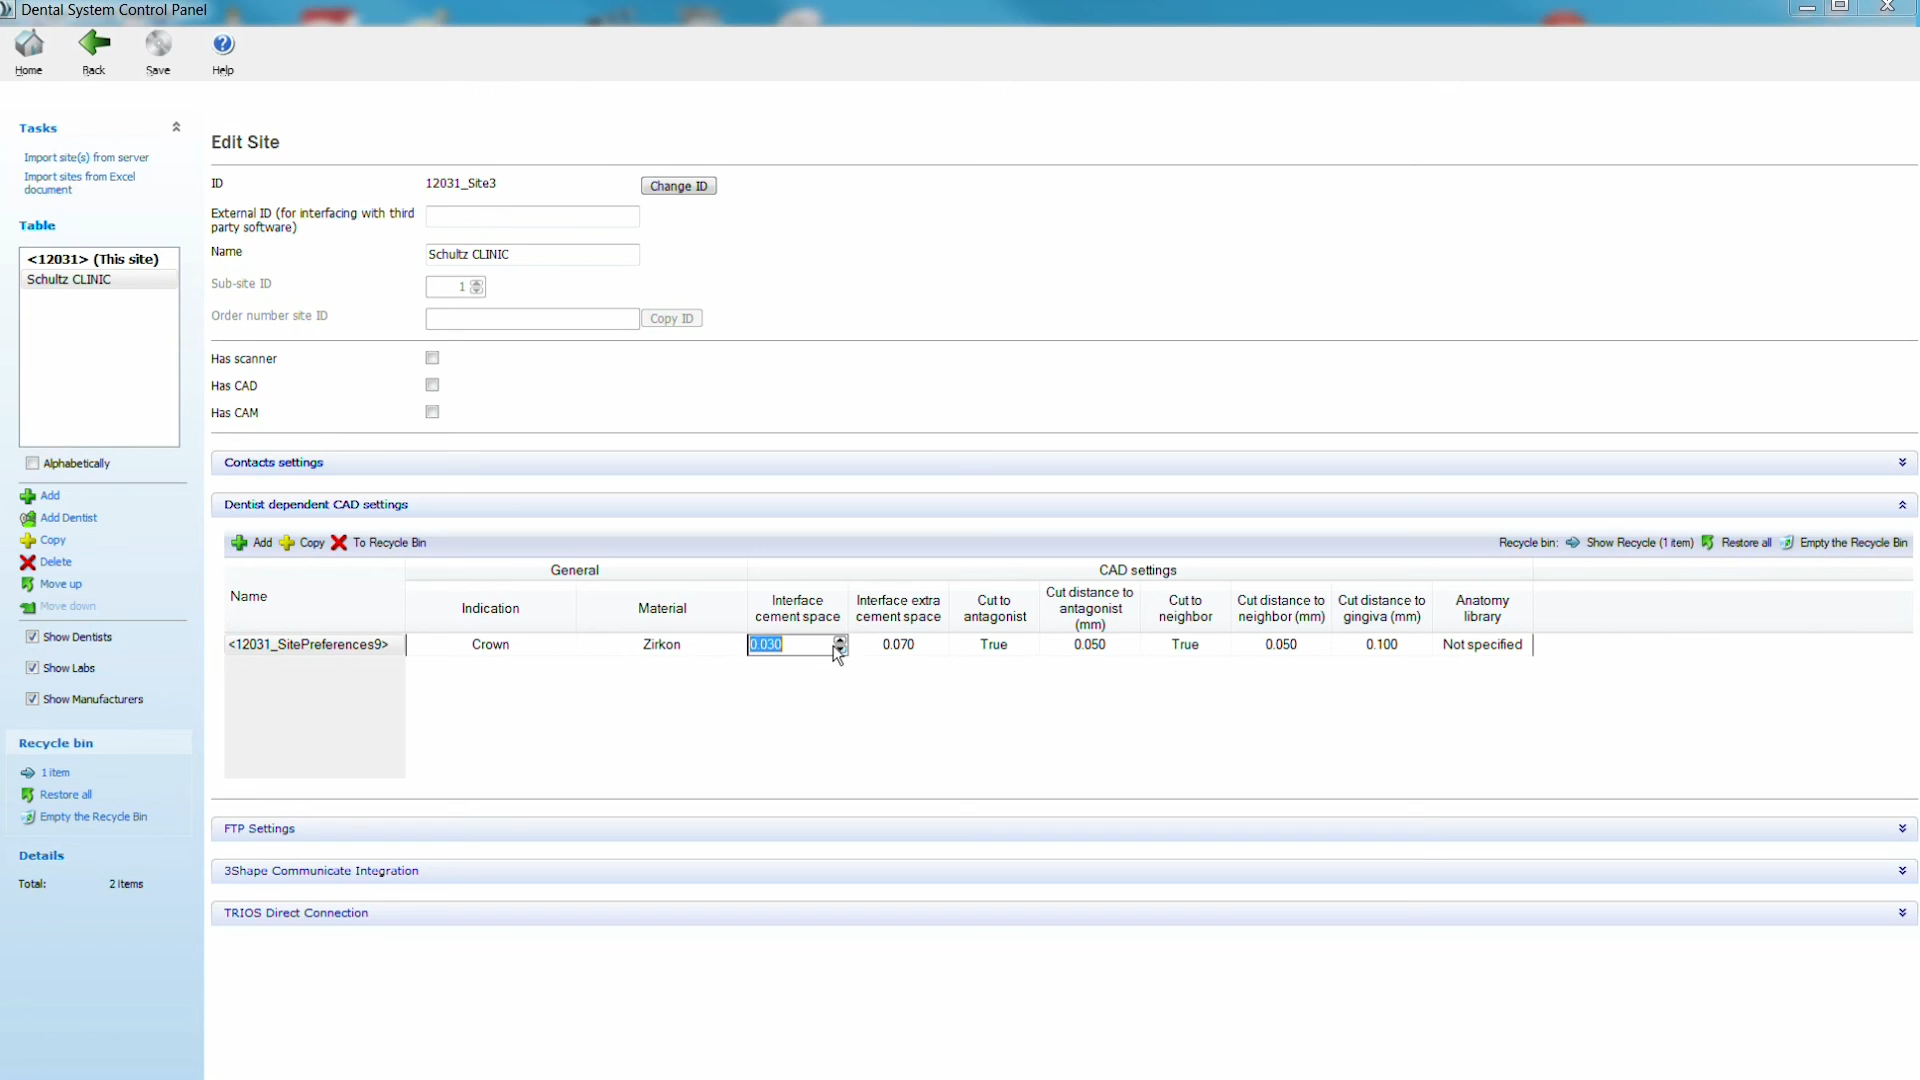 Dental System Control Panel
Home Back Save Help
Tasks
Import site(s) from server
Import sites from Excel
document
Table
<12031> (This site)
Schultz CLINIC
Alphabetically
Add
Add Dentist
Copy
Delete
Move up
Move down
Show Dentists
Show Labs
Show Manufacturers
Recycle bin
1 item
Restore all
Empty the Recycle Bin
Details
Total: 2 items
Edit Site
ID 12031_Site3 Change ID
External ID (for interfacing with third
party software)
Name Schultz CLINIC
Sub-site ID 1
Order number site ID Copy ID
Has scanner
Has CAD
Has CAM
Contacts settings
Dentist dependent CAD settings
Add Copy To Recycle Bin Recycle bin: Show Recycle (1 item) Restore all Empty the Recycle Bin
General CAD settings
Name Indication Material Interface cement space Interface extra cement space Cut to antagonist Cut distance to antagonist (mm) Cut to neighbor Cut distance to neighbor (mm) Cut distance to gingiva (mm) Anatomy library
<12031_SitePreferences9> Crown Zirkon 0.030 0.070 True 0.050 True 0.050 0.100 Not specified
FTP Settings
3Shape Communicate Integration
TRIOS Direct Connection